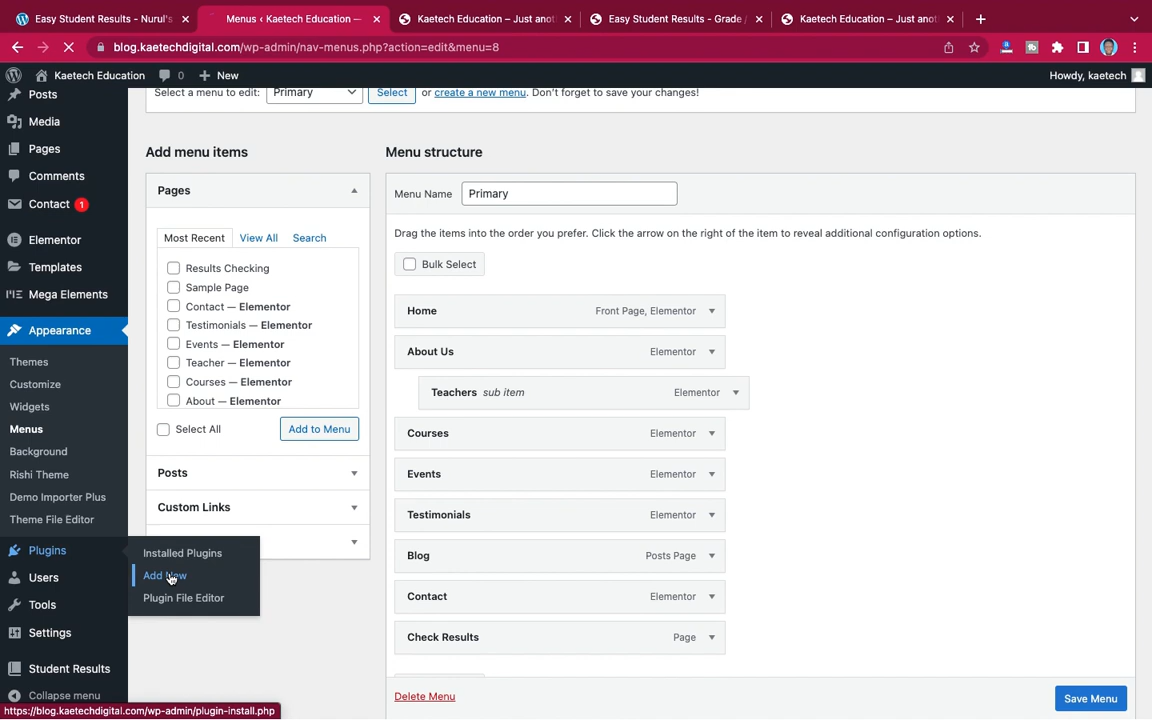 Easy Student Results - Nurul's
Menus ‹ Kaetech Education —
Kaetech Education – Just anot
Easy Student Results - Grade /
Kaetech Education – Just anot
blog.kaetechdigital.com/wp-admin/nav-menus.php?action=edit&menu=8
Kaetech Education 0 New Howdy, kaetech
Posts
Media
Pages
Comments
Contact 1
Elementor
Templates
Mega Elements
Appearance
Themes
Customize
Widgets
Menus
Background
Rishi Theme
Demo Importer Plus
Theme File Editor
Plugins
Users
Tools
Settings
Student Results
Collapse menu
Installed Plugins
Add New
Plugin File Editor
https://blog.kaetechdigital.com/wp-admin/plugin-install.php
Select a menu to edit: Primary Select or create a new menu. Don't forget to save your changes!
Add menu items
Pages
Most Recent View All Search
Results Checking
Sample Page
Contact — Elementor
Testimonials — Elementor
Events — Elementor
Teacher — Elementor
Courses — Elementor
About — Elementor
Select All Add to Menu
Posts
Custom Links
Menu structure
Menu Name Primary
Drag the items into the order you prefer. Click the arrow on the right of the item to reveal additional configuration options.
Bulk Select
Home Front Page, Elementor
About Us Elementor
Teachers sub item Elementor
Courses Elementor
Events Elementor
Testimonials Elementor
Blog Posts Page
Contact Elementor
Check Results Page
Delete Menu Save Menu